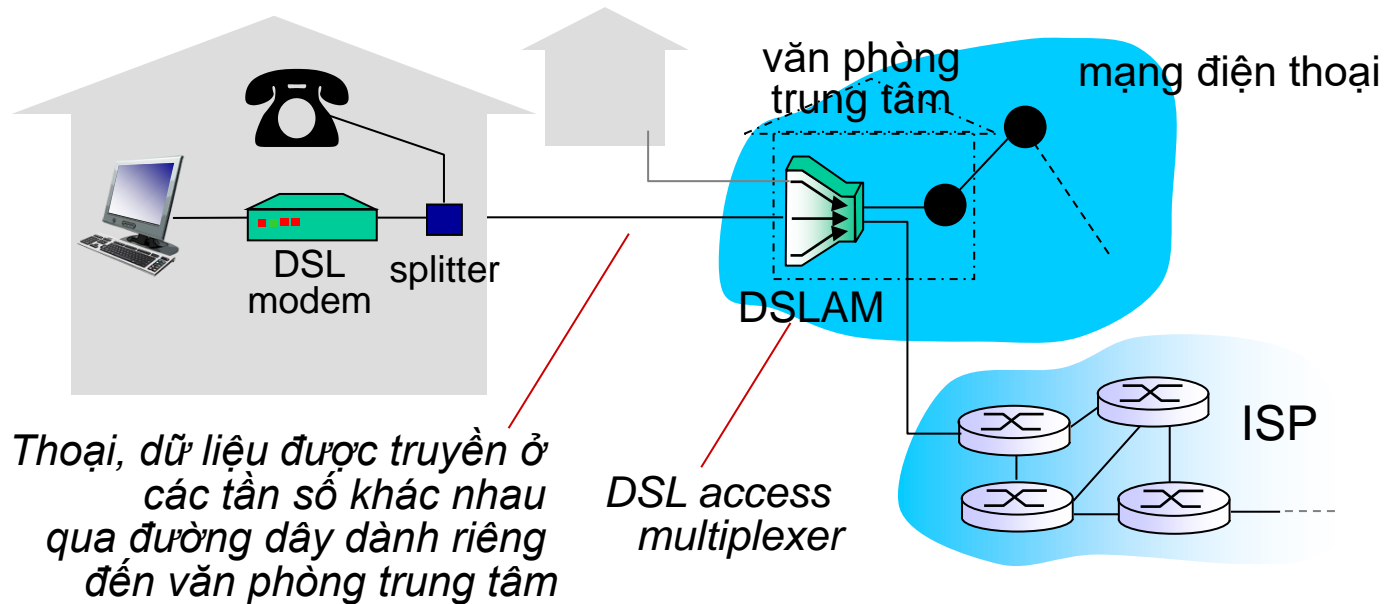 văn phòng
trung tâm
mạng điện thoại
DSL
modem
splitter
DSLAM
ISP
Thoại, dữ liệu được truyền ở
các tần số khác nhau
qua đường dây dành riêng
đến văn phòng trung tâm
DSL access
multiplexer